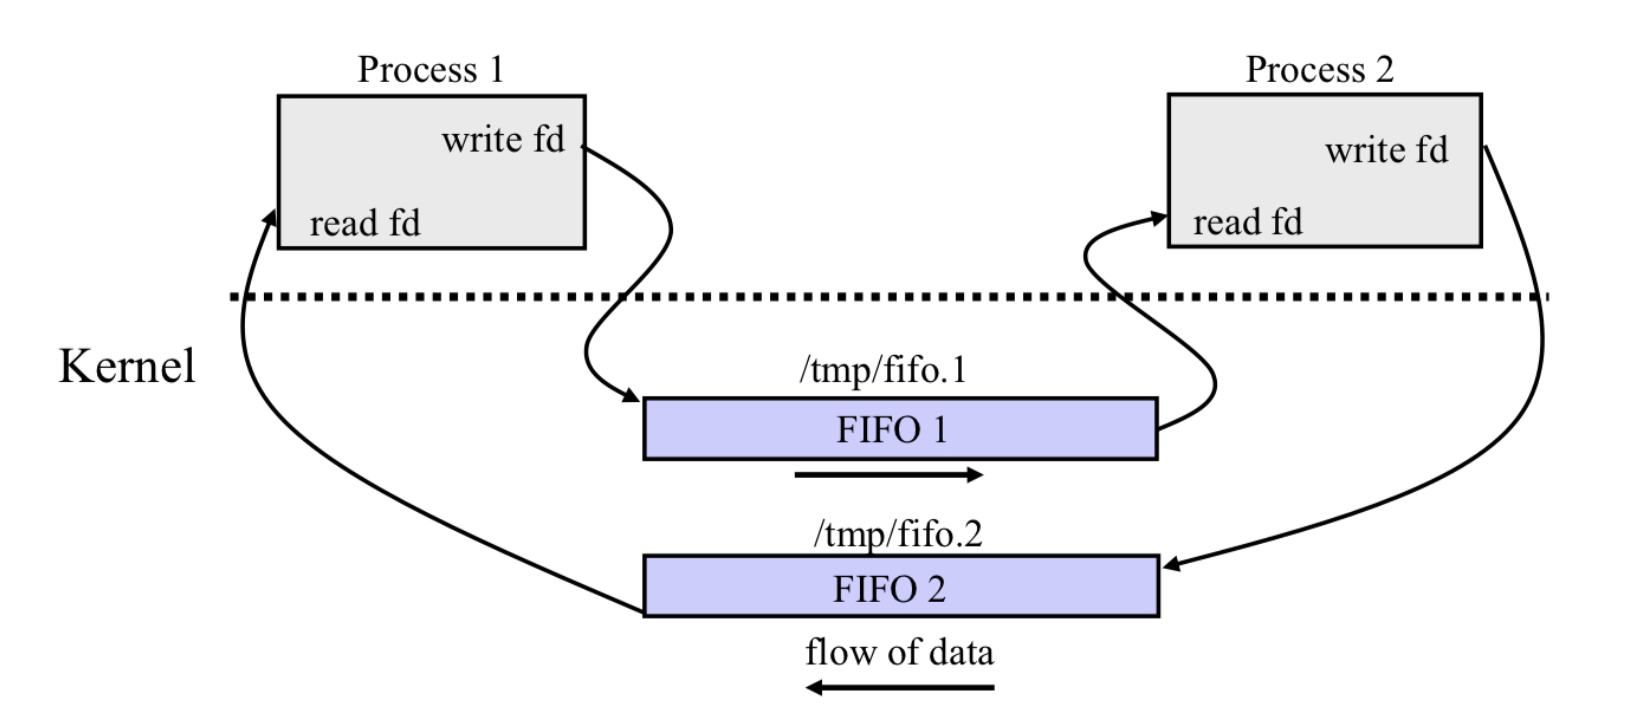 Process 1
Process 2
write fd
write fd
read fd
read fd
Kernel
/tmp/fifo.1
FIFO 1
/tmp/fifo.2
FIFO 2
flow of data